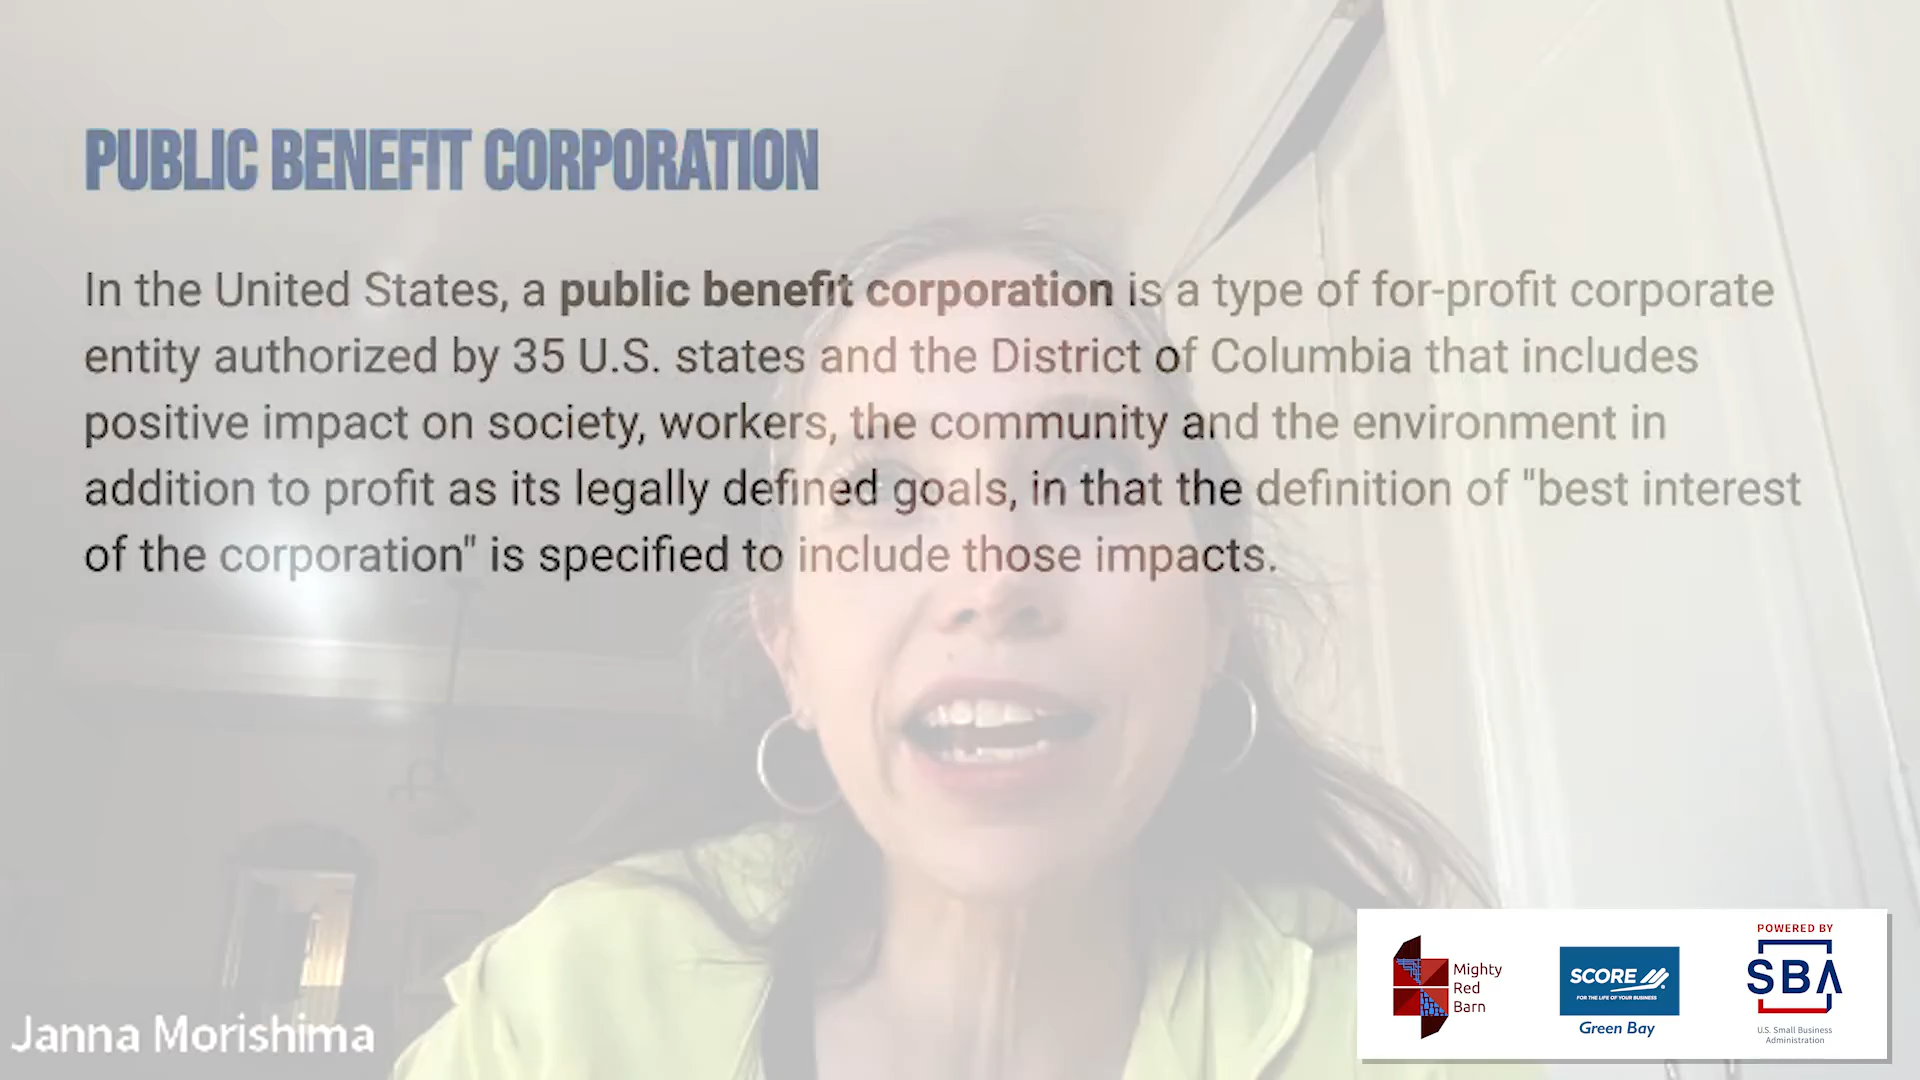 PUBLIC BENEFIT CORPORATION
In the United States, a public benefit corporation is a type of for-profit corporate
entity authorized by 35 U.S. states and the District of Columbia that includes
positive impact on society, workers, the community and the environment in
addition to profit as its legally defined goals, in that the definition of "best interest
of the corporation" is specified to include those impacts.
Janna Morishima
Mighty
Red
Barn
SCORE
FOR THE LIFE OF YOUR BUSINESS
Green Bay
POWERED BY
SBA
U.S. Small Business
Administration